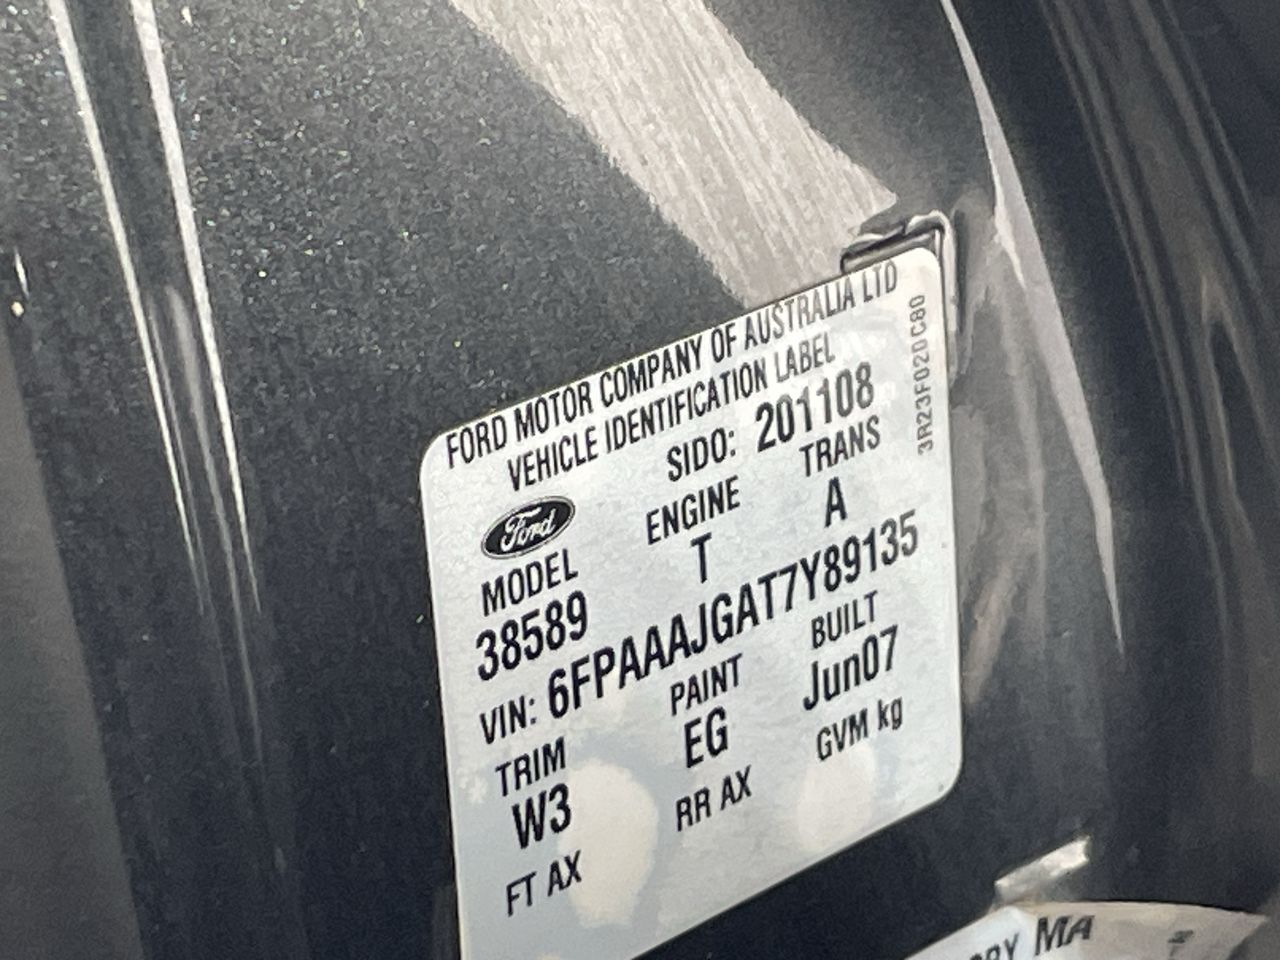 FORD MOTOR COMPANY OF AUSTRALIA LTD
VEHICLE IDENTIFICATION LABEL
SIDO: 201108
Ford
MODEL ENGINE TRANS
38589 T A
VIN: 6FPAAAJGAT7Y89135
TRIM PAINT BUILT
W3 EG Jun07
FT AX RR AX GVM kg
3R23F020C80
MA